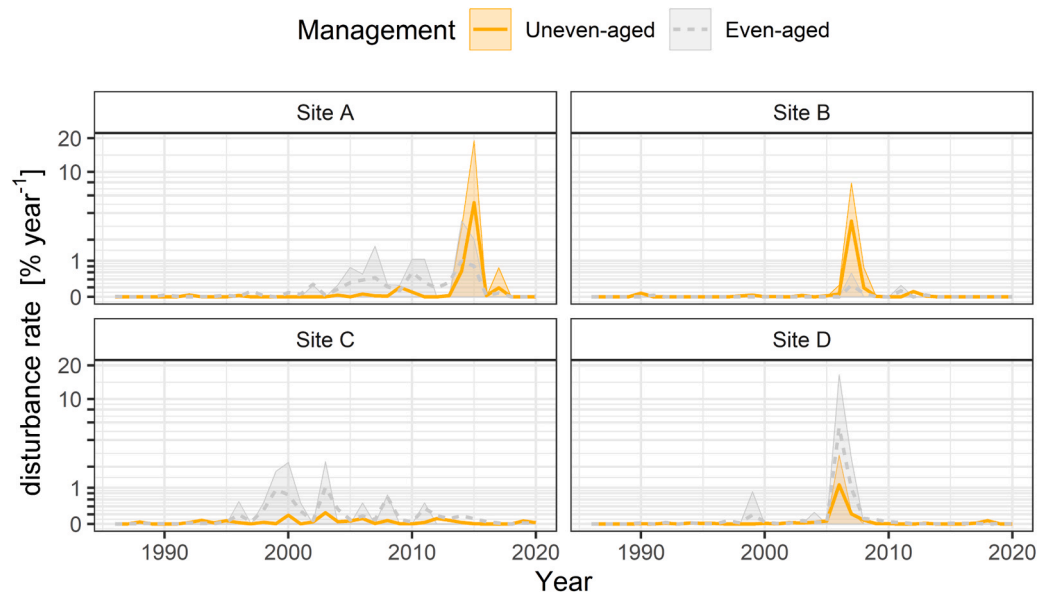 Management Uneven-aged Even-aged
Site A Site B
20
10
1
0
Site C Site D
20
10
1
0
1990 2000 2010 2020 1990 2000 2010 2020
Year
disturbance rate [% year⁻¹]